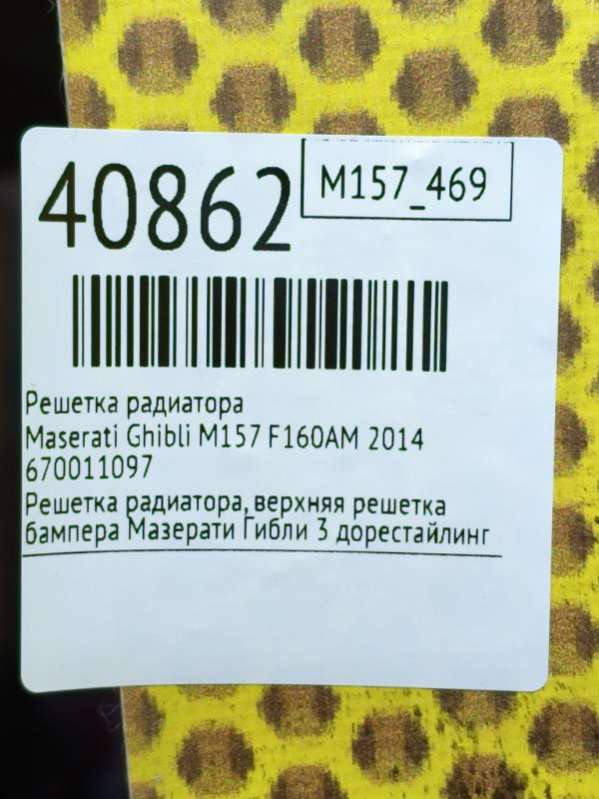 40862
M157_469
Решетка радиатора
Maserati Ghibli M157 F160AM 2014
670011097
Решетка радиатора, верхняя решетка
бампера Мазерати Гибли 3 дорестайлинг